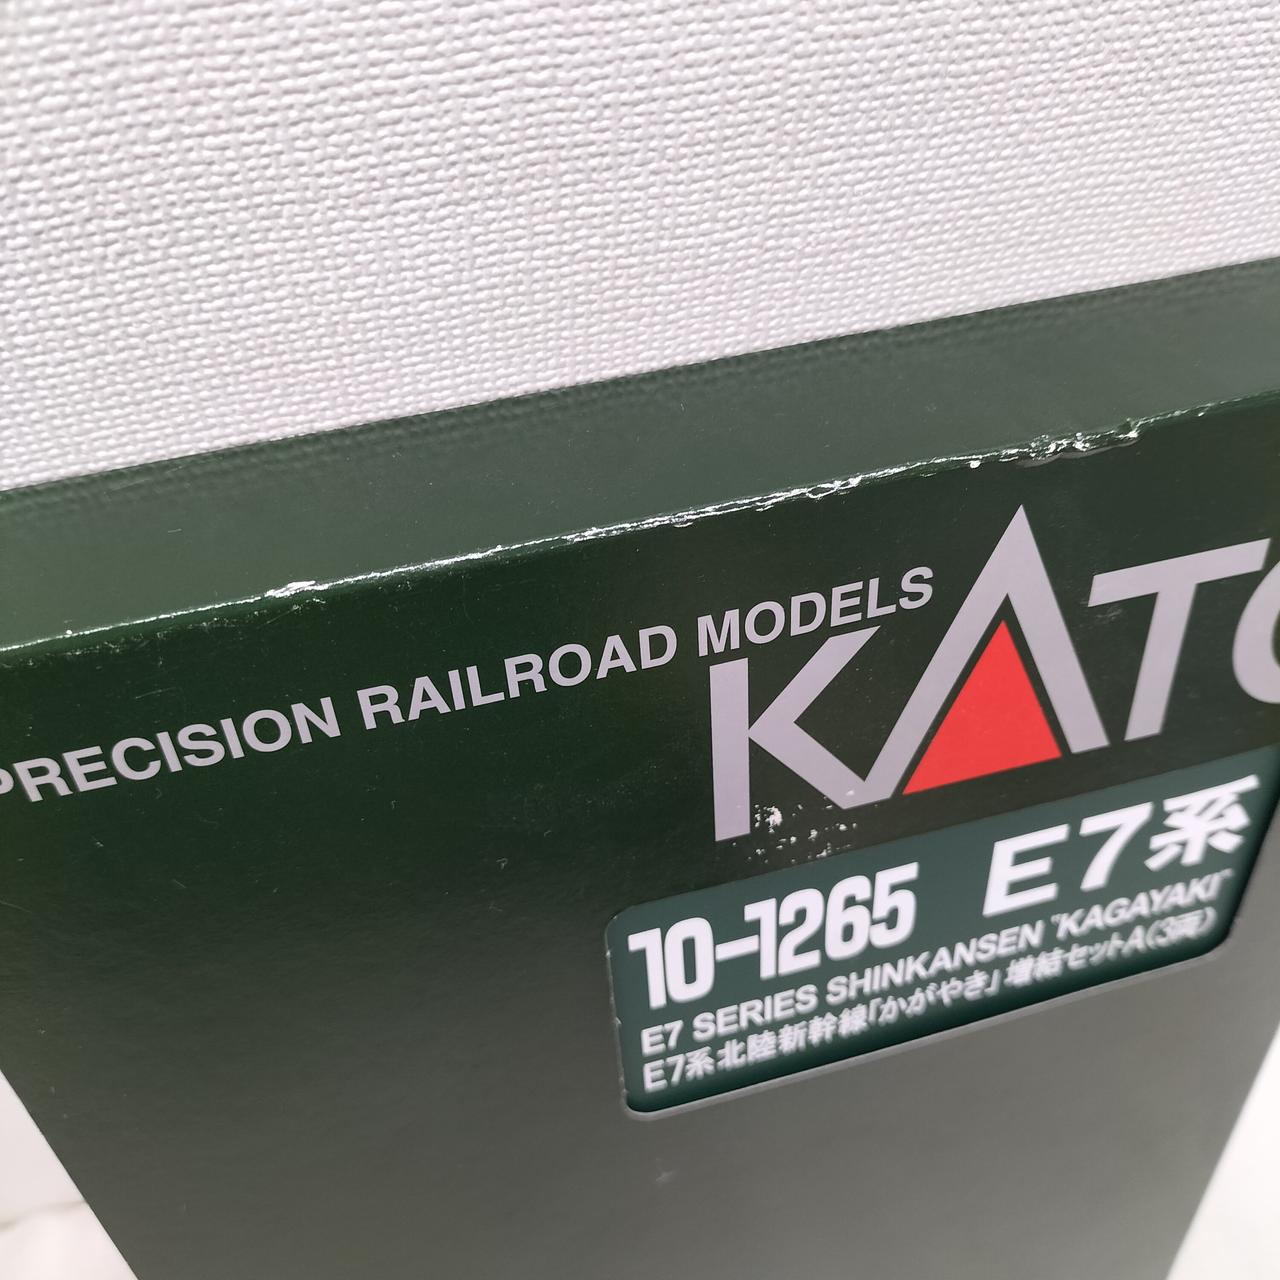 PRECISION RAILROAD MODELS
KATO
10-1265 E7系
E7 SERIES SHINKANSEN "KAGAYAKI"
E7系北陸新幹線「かがやき」増結セットA(3両)